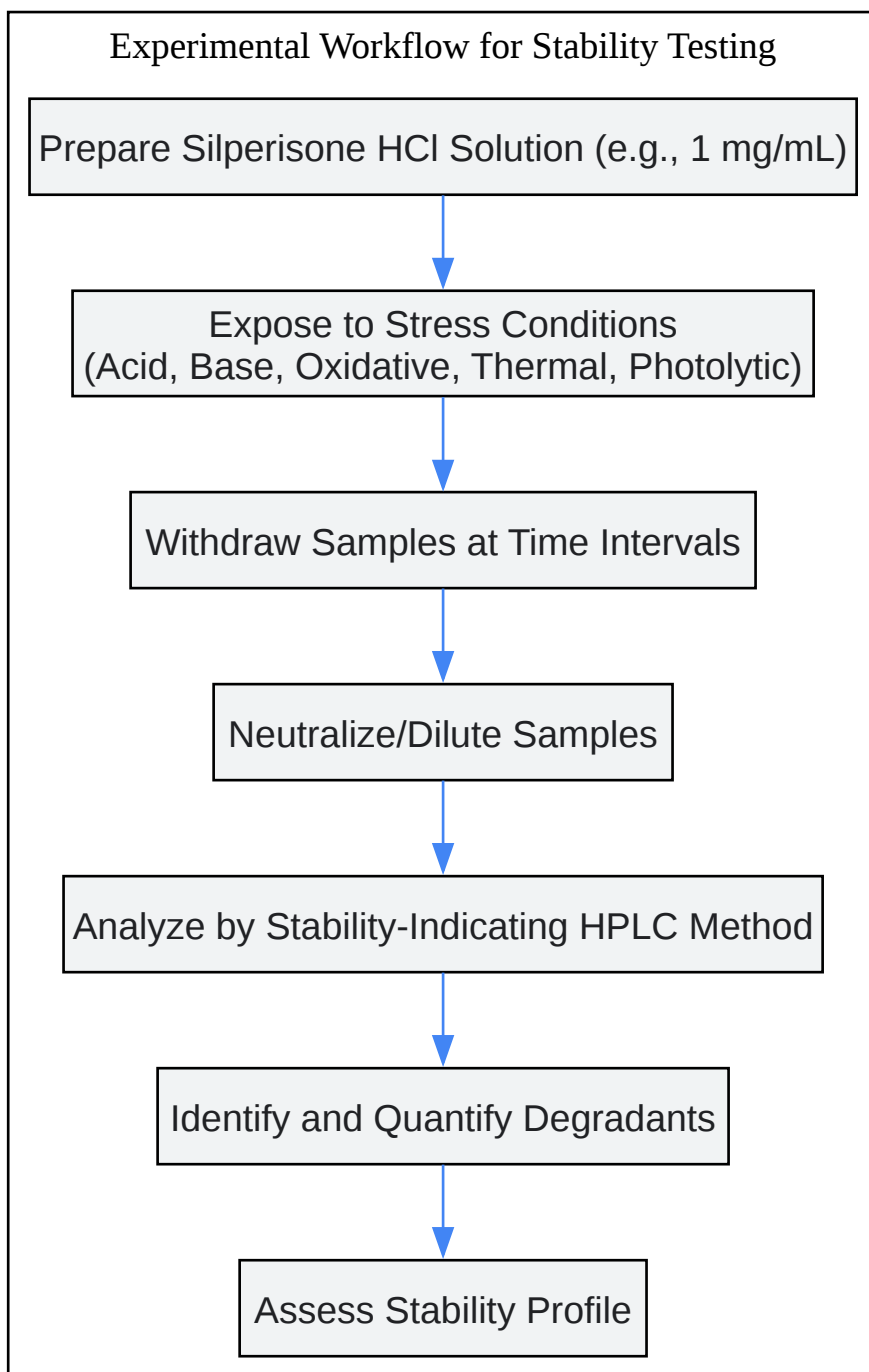 Experimental Workflow for Stability Testing
Prepare Silperisone HCl Solution (e.g., 1 mg/mL)
Expose to Stress Conditions
(Acid, Base, Oxidative, Thermal, Photolytic)
Withdraw Samples at Time Intervals
Neutralize/Dilute Samples
Analyze by Stability-Indicating HPLC Method
Identify and Quantify Degradants
Assess Stability Profile